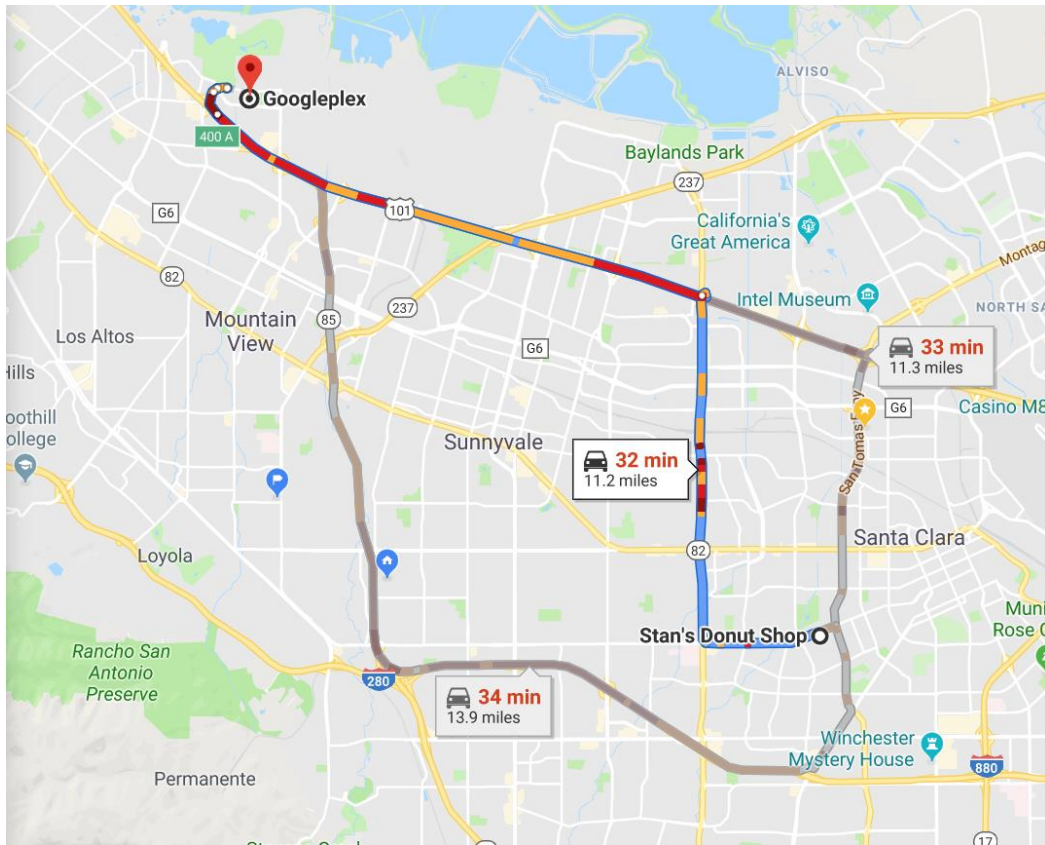 ALVISO
Googleplex
400 A
Baylands Park
237
101
G6
California's
Great America
82
Montag
Intel Museum
NORTH SA
Mountain
View
237
85
Los Altos
G6
33 min
11.3 miles
Hills
Casino M8
G6
oothill
ollege
Sunnyvale
32 min
11.2 miles
San Tomas
82
Santa Clara
Loyola
Muni
Rose G
Stan's Donut Shop
Rancho San
Antonio
Preserve
280
34 min
13.9 miles
Winchester
Mystery House
880
Permanente
17